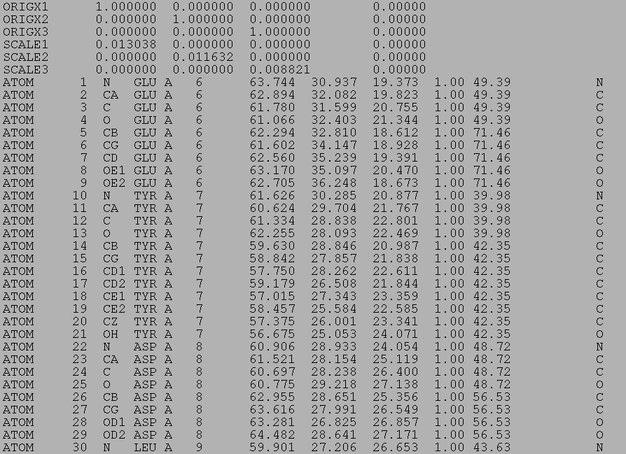 ORIGX1 1.000000 0.000000 0.000000 0.00000
ORIGX2 0.000000 1.000000 0.000000 0.00000
ORIGX3 0.000000 0.000000 1.000000 0.00000
SCALE1 0.013038 0.000000 0.000000 0.00000
SCALE2 0.000000 0.011632 0.000000 0.00000
SCALE3 0.000000 0.000000 0.008821 0.00000
ATOM 1 N GLU A 6 63.744 30.937 19.373 1.00 49.39 N
ATOM 2 CA GLU A 6 62.894 32.082 19.823 1.00 49.39 C
ATOM 3 C GLU A 6 61.780 31.599 20.755 1.00 49.39 C
ATOM 4 O GLU A 6 61.066 32.403 21.344 1.00 49.39 O
ATOM 5 CB GLU A 6 62.294 32.810 18.612 1.00 71.46 C
ATOM 6 CG GLU A 6 61.602 34.147 18.928 1.00 71.46 C
ATOM 7 CD GLU A 6 62.560 35.239 19.391 1.00 71.46 C
ATOM 8 OE1 GLU A 6 63.170 35.097 20.470 1.00 71.46 O
ATOM 9 OE2 GLU A 6 62.705 36.248 18.673 1.00 71.46 O
ATOM 10 N TYR A 7 61.626 30.285 20.877 1.00 39.98 N
ATOM 11 CA TYR A 7 60.624 29.704 21.767 1.00 39.98 C
ATOM 12 C TYR A 7 61.334 28.838 22.801 1.00 39.98 C
ATOM 13 O TYR A 7 62.255 28.093 22.469 1.00 39.98 O
ATOM 14 CB TYR A 7 59.630 28.846 20.987 1.00 42.35 C
ATOM 15 CG TYR A 7 58.842 27.857 21.838 1.00 42.35 C
ATOM 16 CD1 TYR A 7 57.750 28.262 22.611 1.00 42.35 C
ATOM 17 CD2 TYR A 7 59.179 26.508 21.844 1.00 42.35 C
ATOM 18 CE1 TYR A 7 57.015 27.343 23.359 1.00 42.35 C
ATOM 19 CE2 TYR A 7 58.457 25.584 22.585 1.00 42.35 C
ATOM 20 CZ TYR A 7 57.375 26.001 23.341 1.00 42.35 C
ATOM 21 OH TYR A 7 56.675 25.053 24.071 1.00 42.35 O
ATOM 22 N ASP A 8 60.906 28.933 24.054 1.00 48.72 N
ATOM 23 CA ASP A 8 61.521 28.154 25.119 1.00 48.72 C
ATOM 24 C ASP A 8 60.697 28.238 26.400 1.00 48.72 C
ATOM 25 O ASP A 8 60.775 29.218 27.138 1.00 48.72 O
ATOM 26 CB ASP A 8 62.955 28.651 25.356 1.00 56.53 C
ATOM 27 CG ASP A 8 63.616 27.991 26.549 1.00 56.53 C
ATOM 28 OD1 ASP A 8 63.281 26.825 26.857 1.00 56.53 O
ATOM 29 OD2 ASP A 8 64.482 28.641 27.171 1.00 56.53 O
ATOM 30 N LEU A 9 59.901 27.206 26.653 1.00 43.63 N